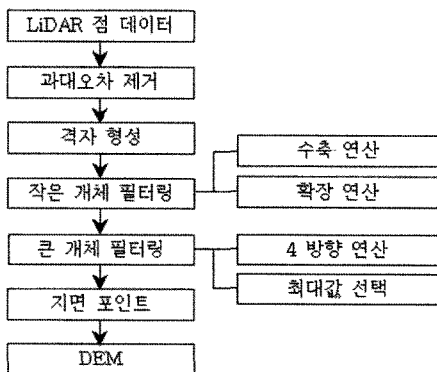 LiDAR 점 데이터
과대오차 제거
격자 형성
작은 개체 필터링
수축 연산
확장 연산
큰 개체 필터링
4 방향 연산
최대값 선택
지면 포인트
DEM